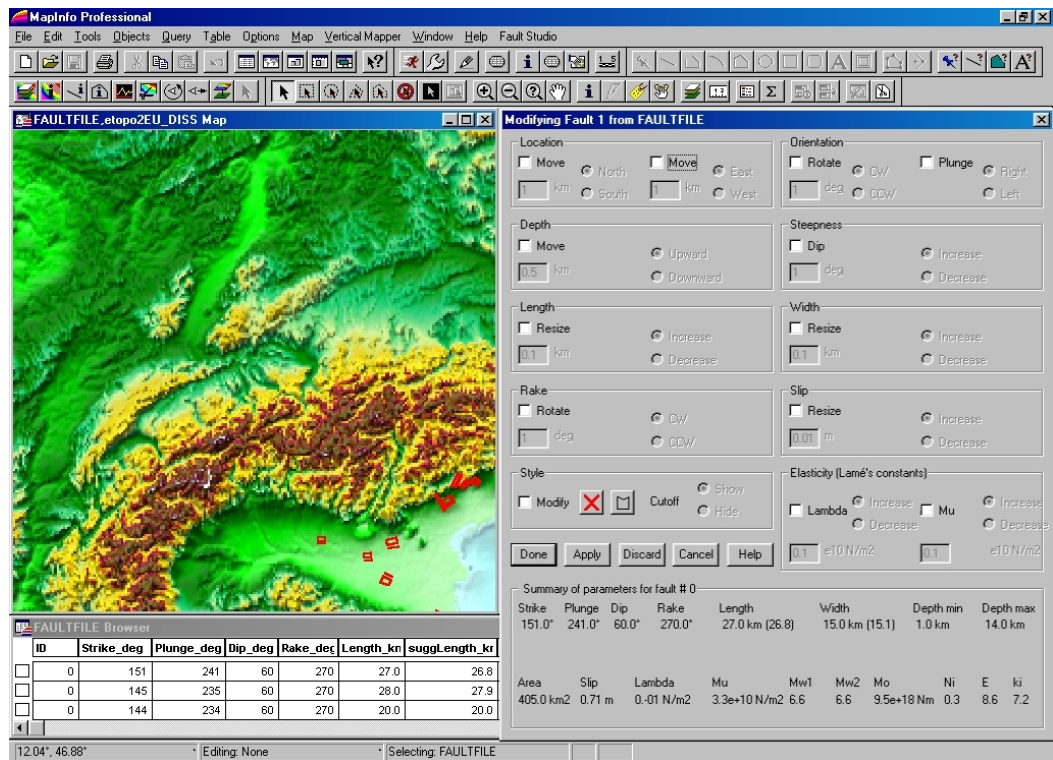 MapInfo Professional
File Edit Tools Objects Query Table Options Map Vertical Mapper Window Help Fault Studio
FAULTFILE,etopo2EU_DISS Map
Modifying Fault 1 from FAULTFILE
Location
Move North Move East
1 km South 1 km West
Orientation
Rotate CW Plunge Right
1 deg CCW Left
Depth
Move Upward
0.5 km Downward
Steepness
Dip Increase
1 deg Decrease
Length
Resize Increase
0.1 km Decrease
Width
Resize Increase
0.1 km Decrease
Rake
Rotate CW
1 deg CCW
Slip
Resize Increase
0.01 m Decrease
Style
Modify Cutoff Show
Hide
Elasticity (Lamé's constants)
Lambda Increase Mu Increase
Decrease Decrease
0.1 e10 N/m2 0.1 e10 N/m2
Done Apply Discard Cancel Help
Summary of parameters for fault # 0
Strike Plunge Dip Rake Length Width Depth min Depth max
151.0° 241.0° 60.0° 270.0° 27.0 km (26.8) 15.0 km (15.1) 1.0 km 14.0 km
Area Slip Lambda Mu Mw1 Mw2 Mo Ni E ki
405.0 km2 0.71 m 0.-01 N/m2 3.3e+10 N/m2 6.6 6.6 9.5e+18 Nm 0.3 8.6 7.2
FAULTFILE Browser
ID Strike_deg Plunge_deg Dip_deg Rake_deg Length_kn suggLength_kr
0 151 241 60 270 27.0 26.8
0 145 235 60 270 28.0 27.9
0 144 234 60 270 20.0 20.0
12.04°, 46.88° Editing: None Selecting: FAULTFILE